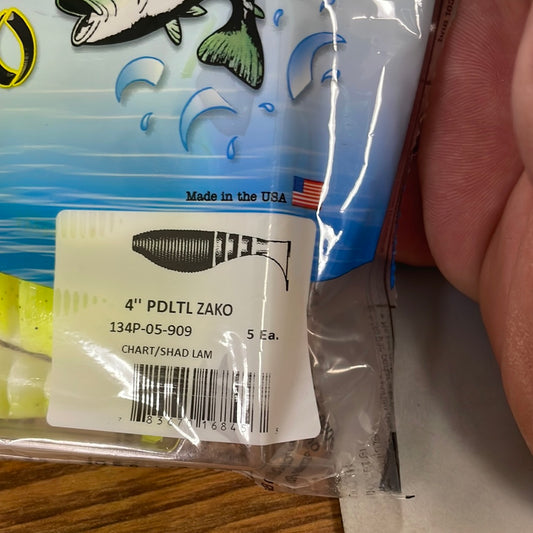 Made in the USA
4'' PDLTL ZAKO
134P-05-909 5 Ea.
CHART/SHAD LAM